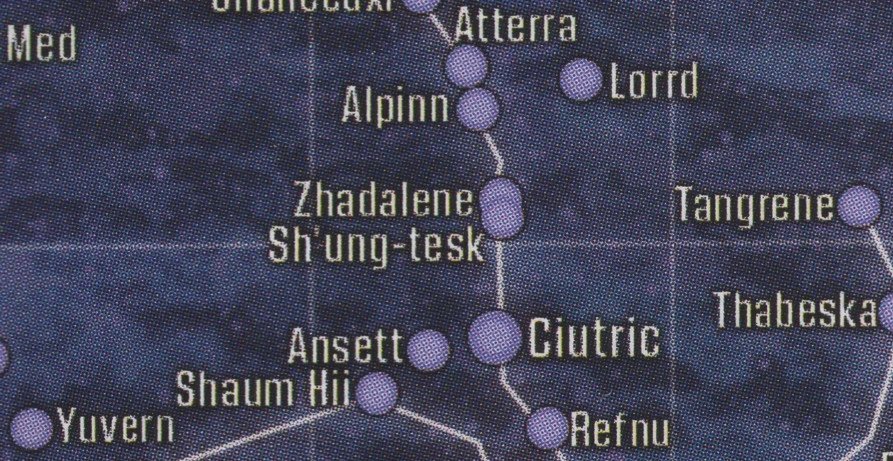 Atterra
Med
Lorrd
Alpinn
Zhadalene
Tangrene
Sh'ung-tesk
Thabeska
Ciutric
Ansett
Shaum Hii
Yuvern
Refnu